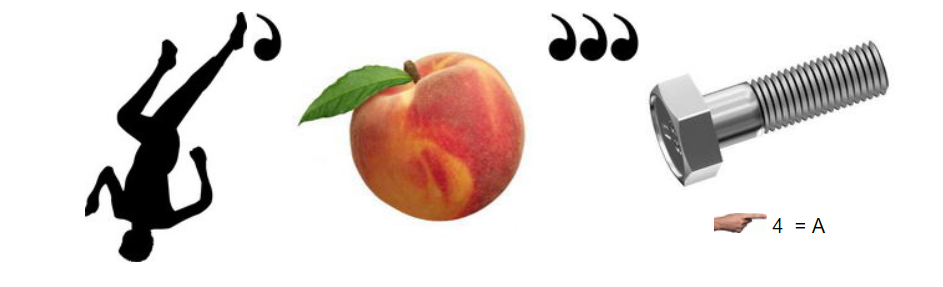 , ,,,
4 = A